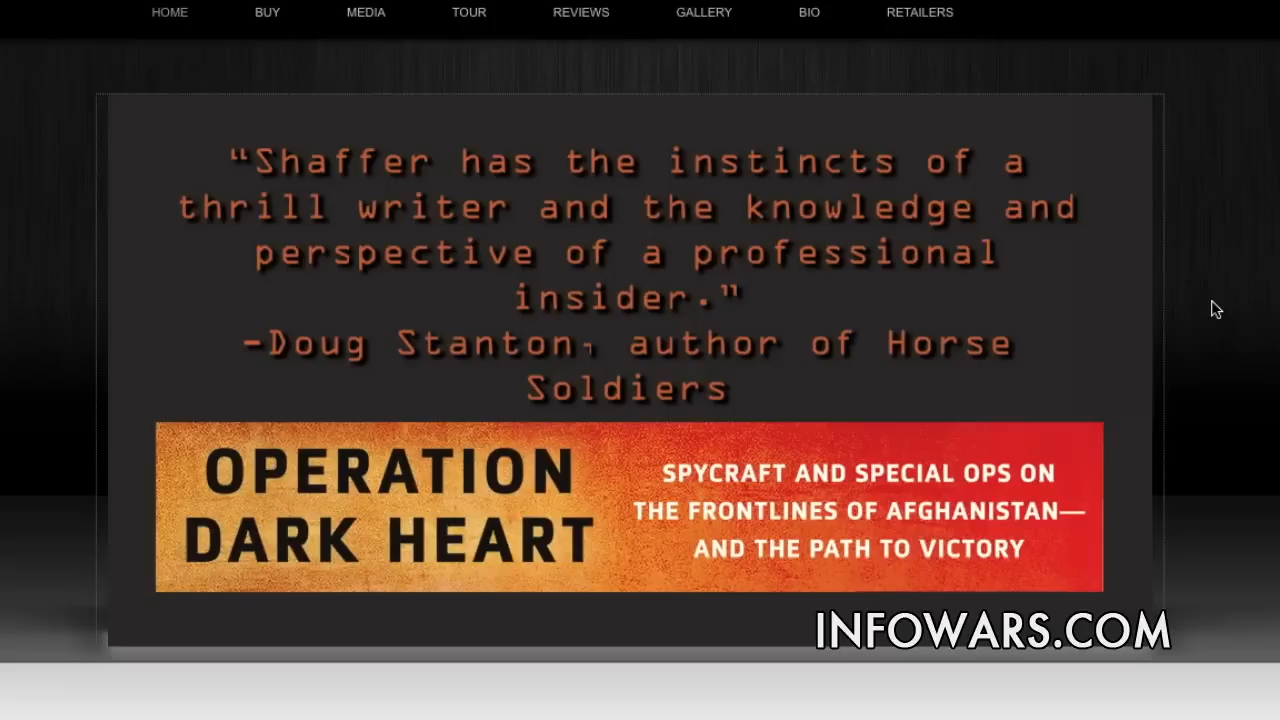 HOME BUY MEDIA TOUR REVIEWS GALLERY BIO RETAILERS
“Shaffer has the instincts of a
thrill writer and the knowledge and
perspective of a professional
insider.”
-Doug Stanton, author of Horse
Soldiers
OPERATION
DARK HEART
SPYCRAFT AND SPECIAL OPS ON
THE FRONTLINES OF AFGHANISTAN—
AND THE PATH TO VICTORY
INFOWARS.COM